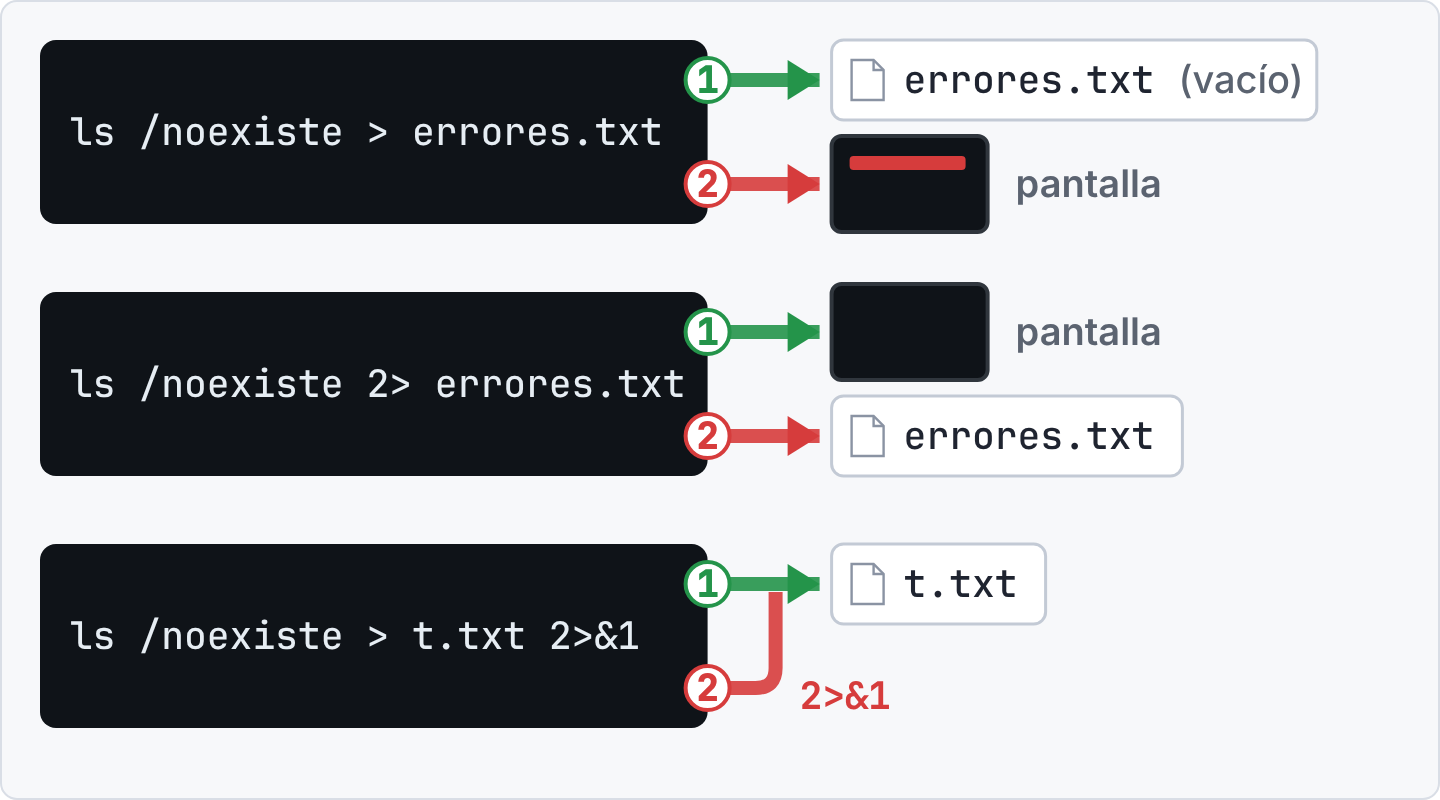 ls /noexiste > errores.txt
1
errores.txt (vacío)
2
pantalla
ls /noexiste 2> errores.txt
1
pantalla
2
errores.txt
ls /noexiste > t.txt 2>&1
1
t.txt
2
2>&1